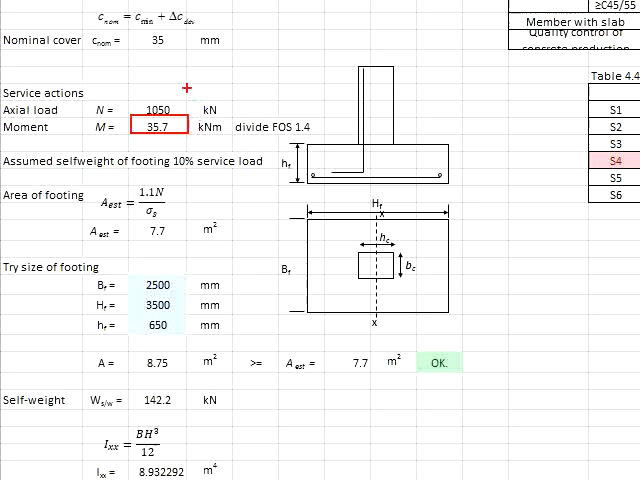 ≥C45/55
c_nom = c_min + Δc_dev
Member with slab
Quality control of
concrete production
Nominal cover c_nom = 35 mm
Table 4.4
Service actions
Axial load N = 1050 kN
S1
Moment M = 35.7 kNm divide FOS 1.4
S2
S3
Assumed selfweight of footing 10% service load
h_f
S4
S5
S6
Area of footing A_est = 1.1N / σ_s
H_f
x
A_est = 7.7 m²
h_c
b_c
B_f
Try size of footing
B_f = 2500 mm
H_f = 3500 mm
h_f = 650 mm
x
A = 8.75 m² >= A_est = 7.7 m² OK.
Self-weight W_s/w = 142.2 kN
I_xx = BH³ / 12
I_xx = 8.932292 m⁴